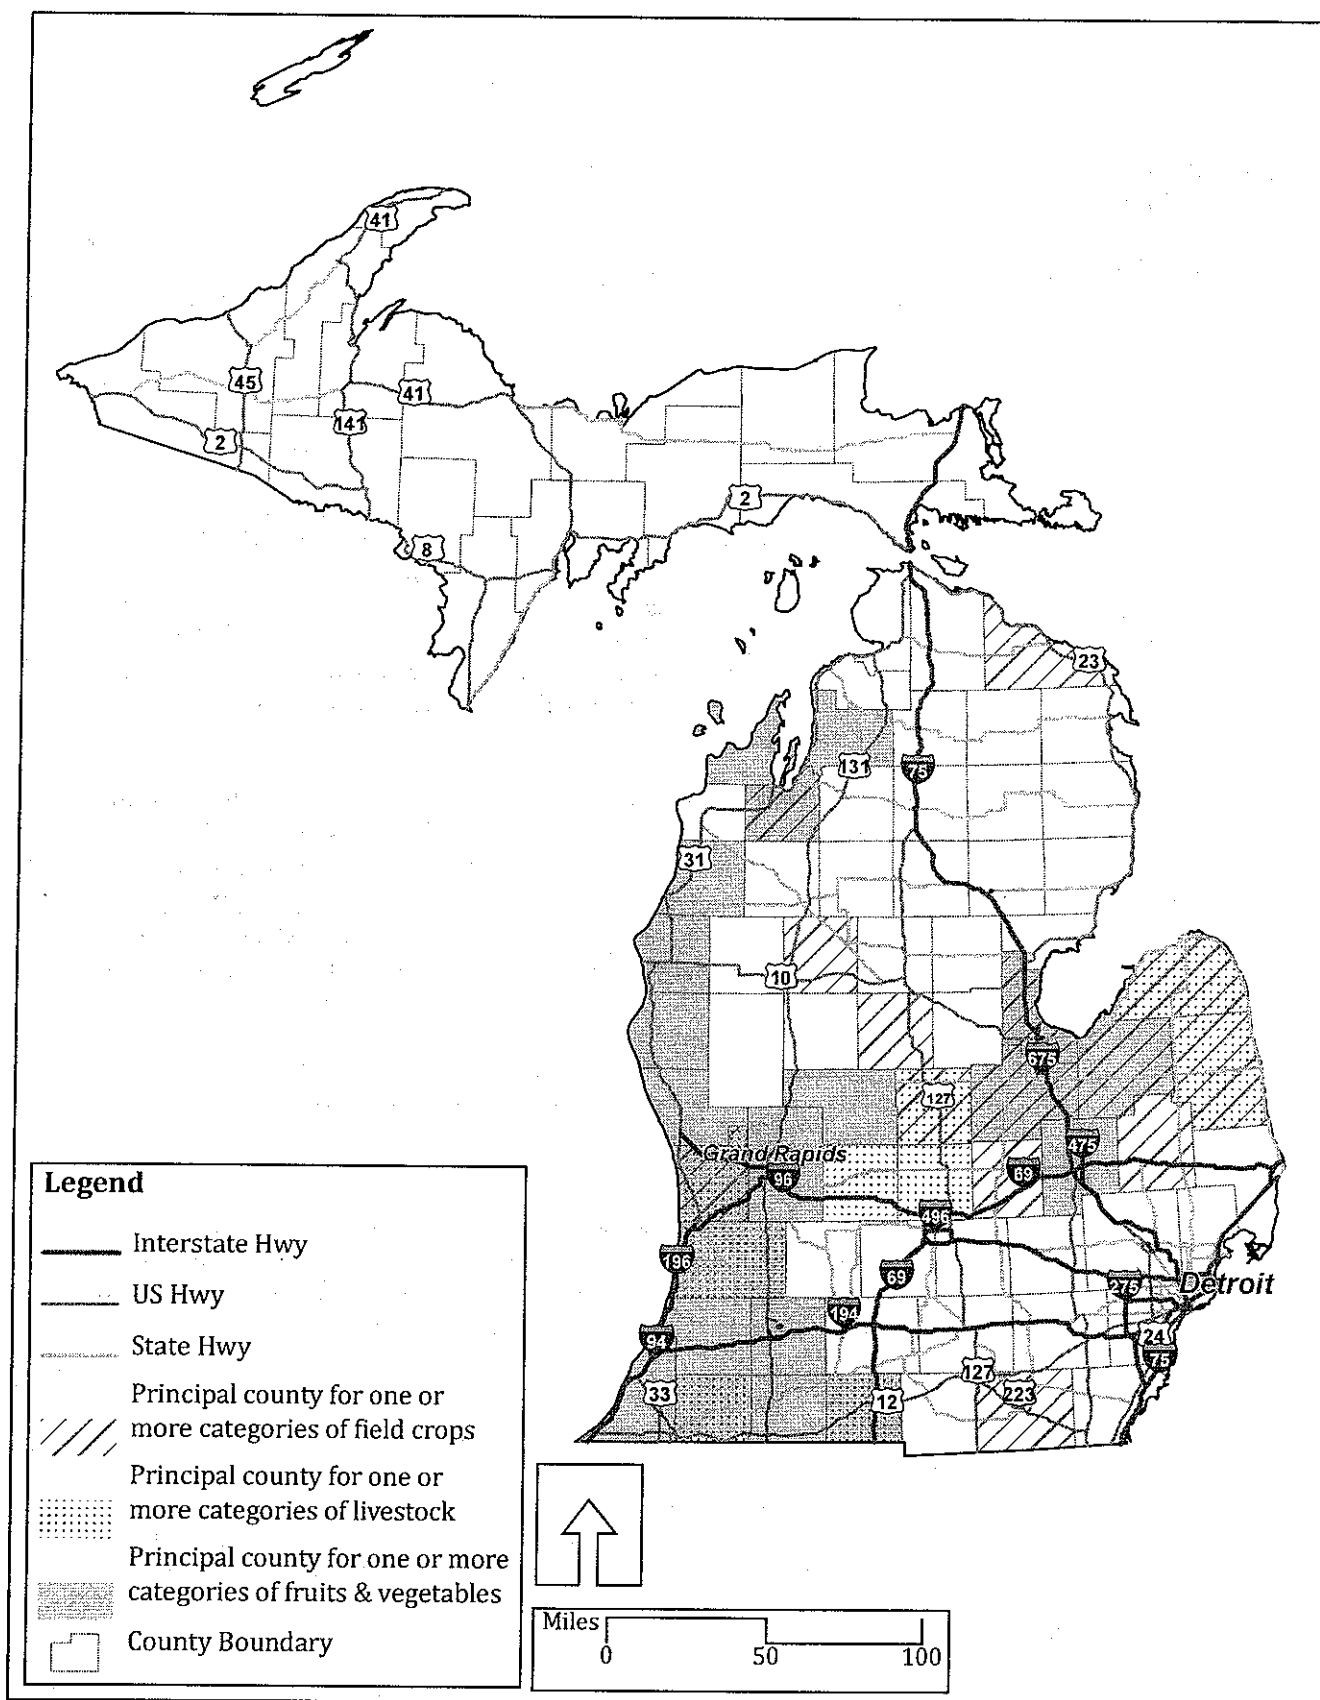 41
45
41
141
2
2
8
23
131
75
31
10
675
127
475
Grand Rapids
96
69
496
196
69
275
Detroit
194
94
24
75
127
33
12
223
Legend
Interstate Hwy
US Hwy
State Hwy
Principal county for one or
more categories of field crops
Principal county for one or
more categories of livestock
Principal county for one or more
categories of fruits & vegetables
County Boundary
Miles
0
50
100